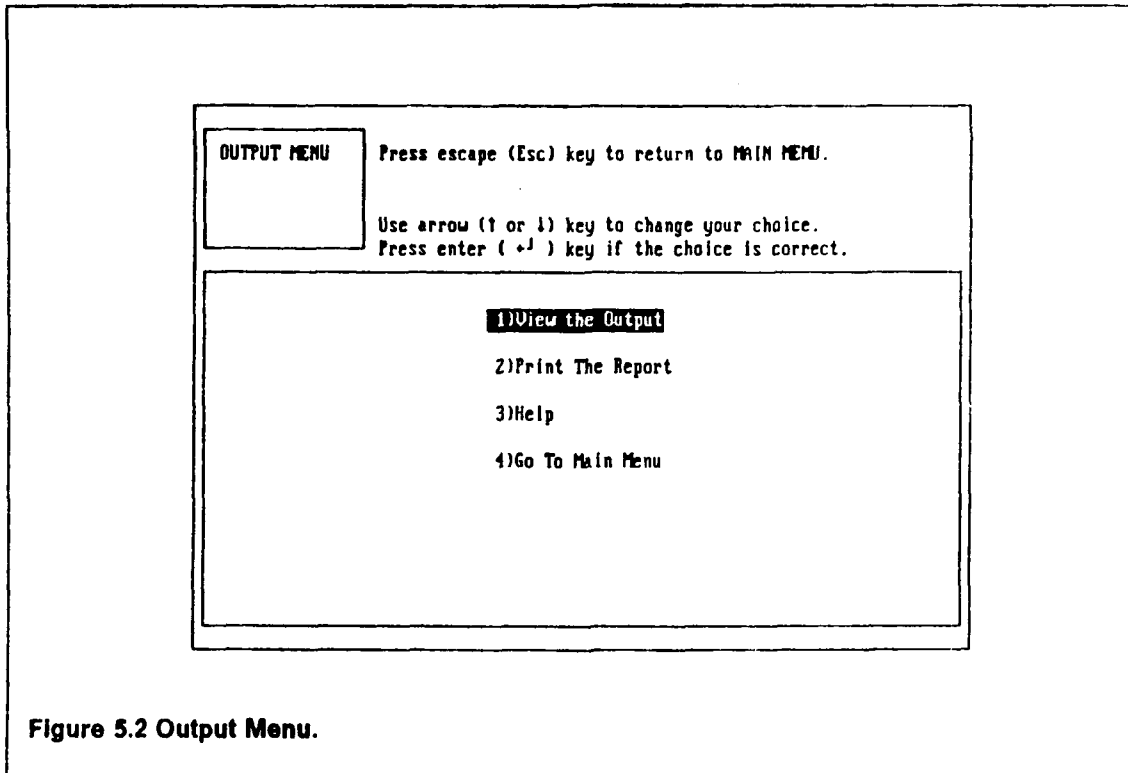 OUTPUT MENU
Press escape (Esc) key to return to MAIN MENU.
Use arrow (↑ or ↓) key to change your choice.
Press enter ( ↵ ) key if the choice is correct.
1)View the Output
2)Print The Report
3)Help
4)Go To Main Menu
Figure 5.2 Output Menu.